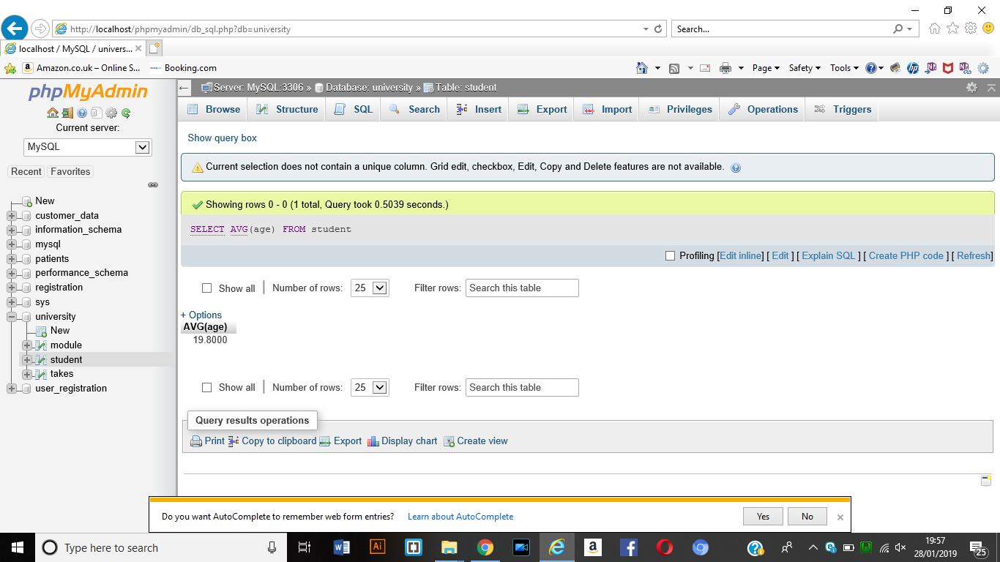 http://localhost/phpmyadmin/db_sql.php?db=university
Search...
localhost / MySQL / univers...
Amazon.co.uk – Online S...
Booking.com
Page
Safety
Tools
phpMyAdmin
Current server:
MySQL
Recent
Favorites
New
customer_data
information_schema
mysql
patients
performance_schema
registration
sys
university
New
module
student
takes
user_registration
Server: MySQL:3306 » Database: university » Table: student
Browse
Structure
SQL
Search
Insert
Export
Import
Privileges
Operations
Triggers
Show query box
Current selection does not contain a unique column. Grid edit, checkbox, Edit, Copy and Delete features are not available.
Showing rows 0 - 0 (1 total, Query took 0.5039 seconds.)
SELECT AVG(age) FROM student
Profiling [Edit inline] [ Edit ] [ Explain SQL ] [ Create PHP code ] [ Refresh]
Show all
Number of rows: 25
Filter rows: Search this table
+ Options
AVG(age)
19.8000
Show all
Number of rows: 25
Filter rows: Search this table
Query results operations
Print
Copy to clipboard
Export
Display chart
Create view
Do you want AutoComplete to remember web form entries?
Learn about AutoComplete
Yes
No
Type here to search
19:57
28/01/2019
25